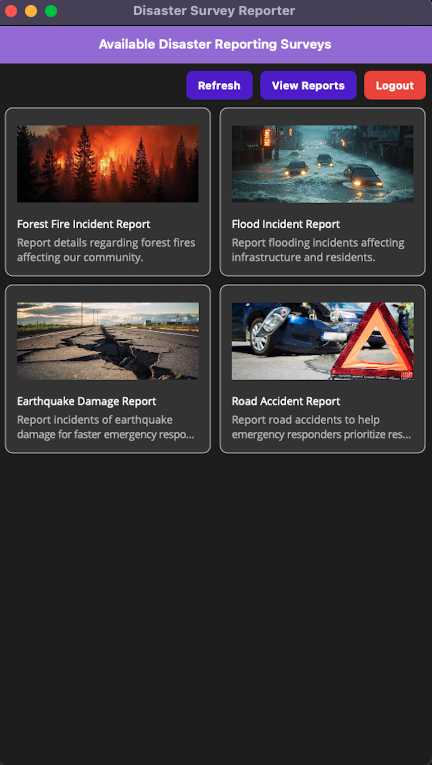 Disaster Survey Reporter
Available Disaster Reporting Surveys
Refresh
View Reports
Logout
Forest Fire Incident Report
Report details regarding forest fires
affecting our community.
Flood Incident Report
Report flooding incidents affecting
infrastructure and residents.
Earthquake Damage Report
Report incidents of earthquake
damage for faster emergency respo...
Road Accident Report
Report road accidents to help
emergency responders prioritize res...